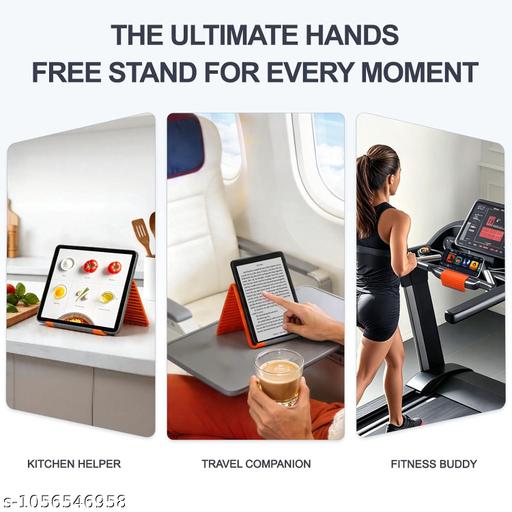 THE ULTIMATE HANDS
FREE STAND FOR EVERY MOMENT
KITCHEN HELPER
TRAVEL COMPANION
FITNESS BUDDY
s-1056546958